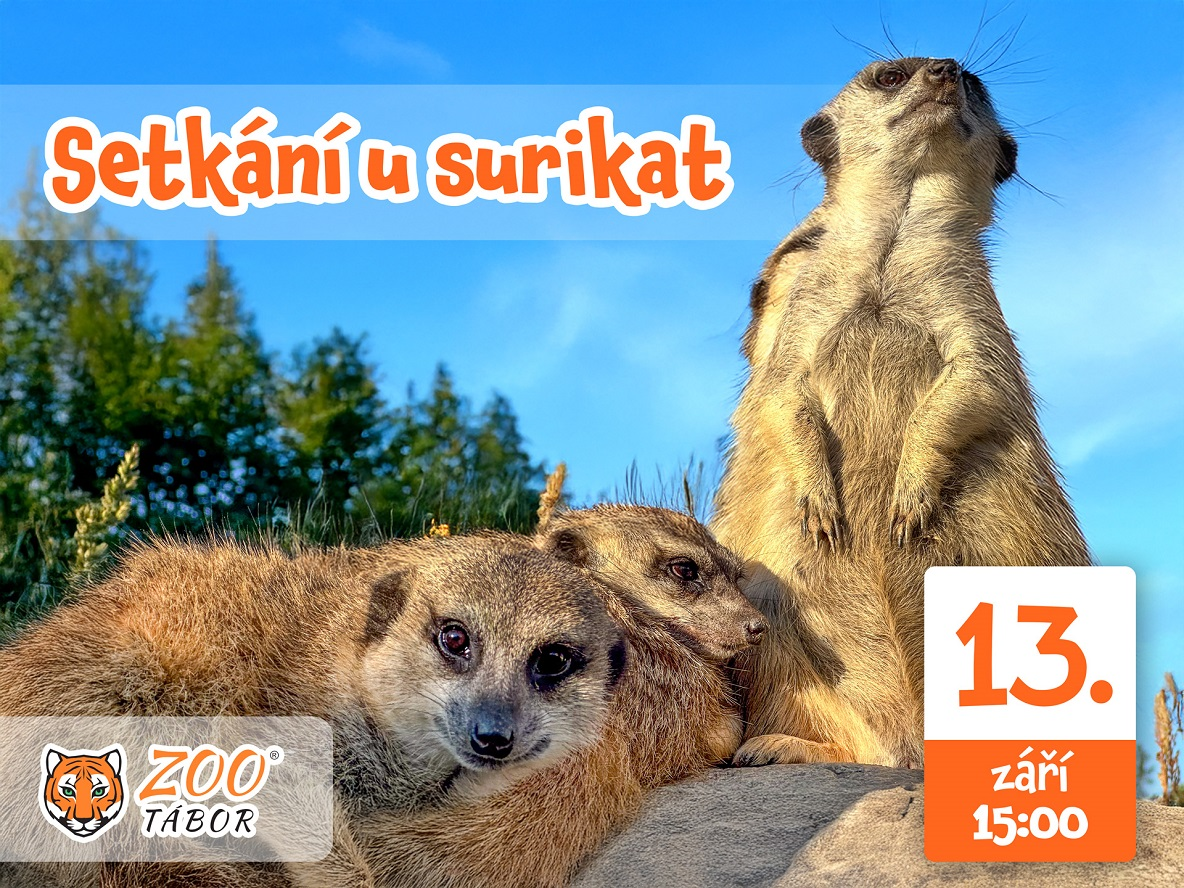 Setkání u surikat
13.
září
15:00
ZOO®
TÁBOR